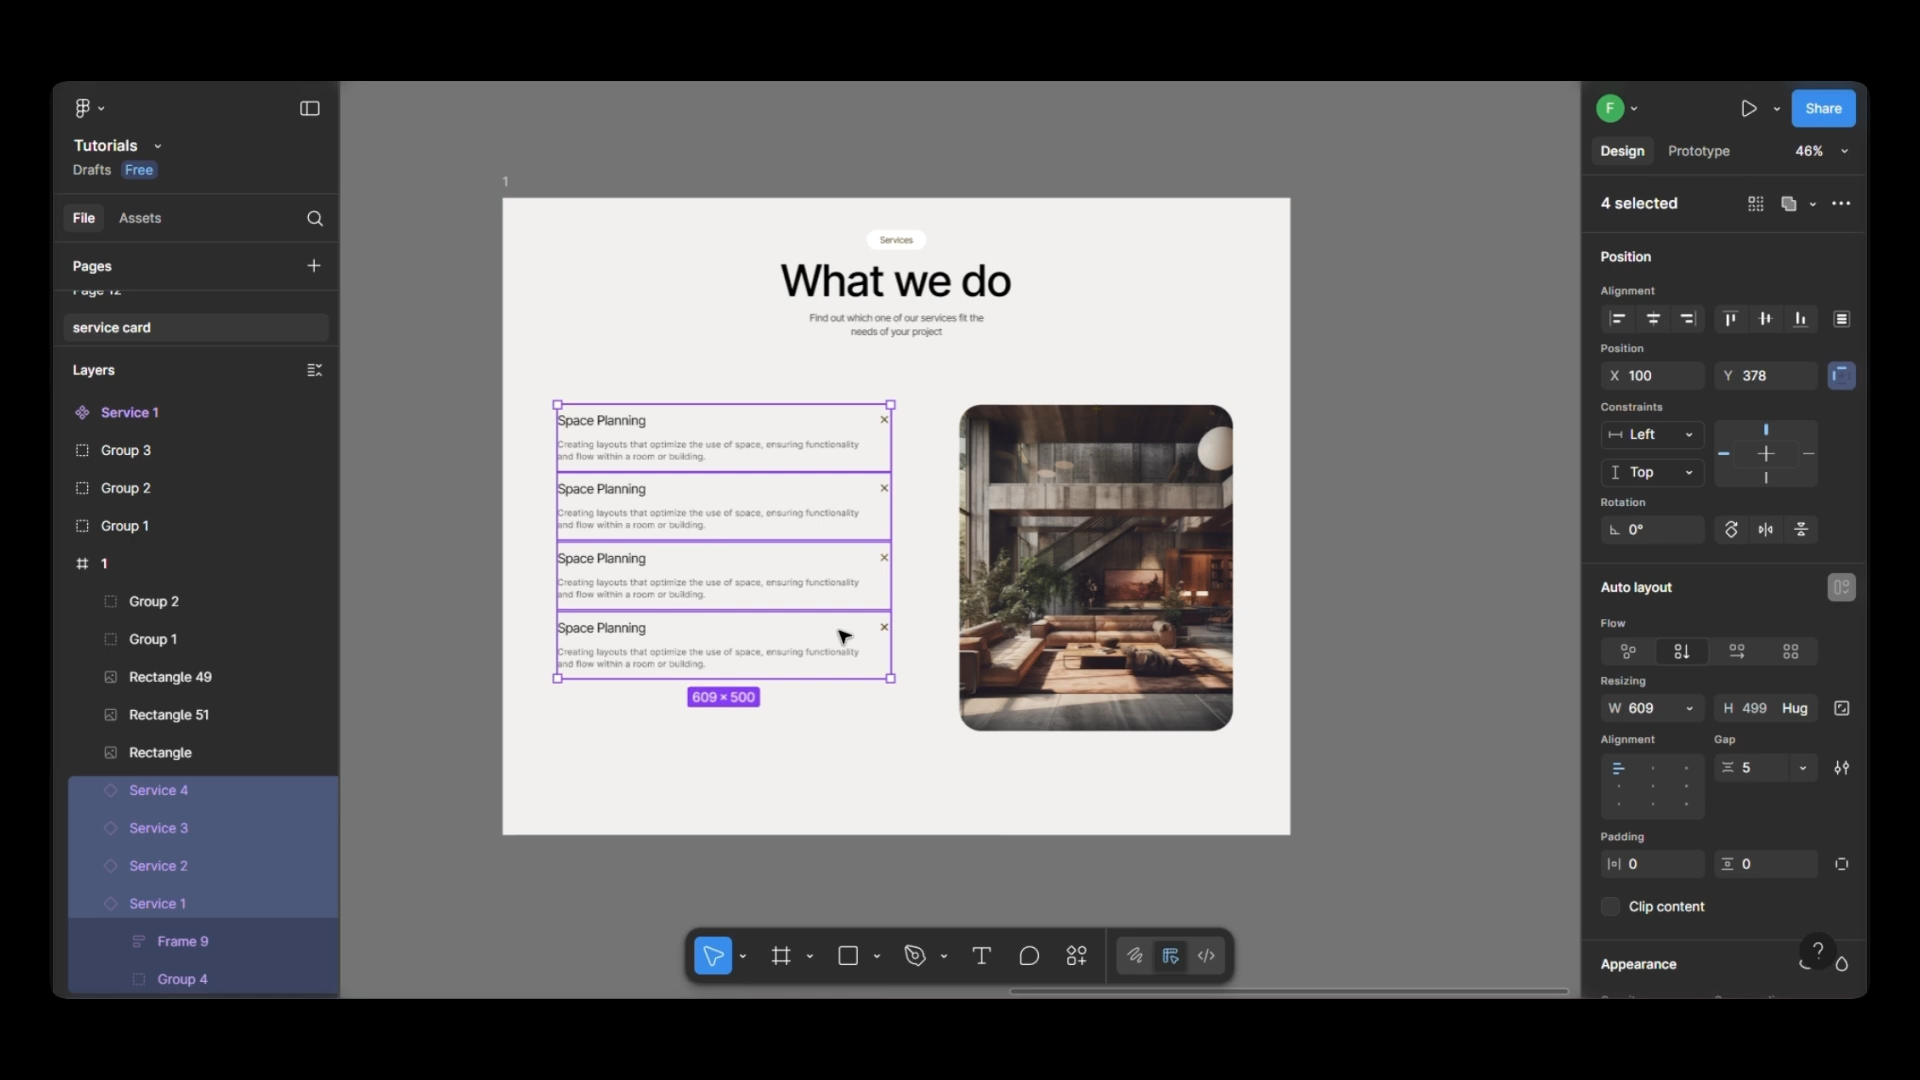 Tutorials
Drafts Free
File Assets
Pages
Page 12
service card
Layers
Service 1
Group 3
Group 2
Group 1
1
Group 2
Group 1
Rectangle 49
Rectangle 51
Rectangle
Service 4
Service 3
Service 2
Service 1
Frame 9
Group 4
1
Services
What we do
Find out which one of our services fit the
needs of your project
Space Planning
Creating layouts that optimize the use of space, ensuring functionality
and flow within a room or building.
Space Planning
Creating layouts that optimize the use of space, ensuring functionality
and flow within a room or building.
Space Planning
Creating layouts that optimize the use of space, ensuring functionality
and flow within a room or building.
Space Planning
Creating layouts that optimize the use of space, ensuring functionality
and flow within a room or building.
609 × 500
F
Share
Design Prototype 46%
4 selected
Position
Alignment
Position
X 100 Y 378
Constraints
Left
Top
Rotation
0°
Auto layout
Flow
Resizing
W 609 H 499 Hug
Alignment Gap
5
Padding
0 0
Clip content
?
Appearance